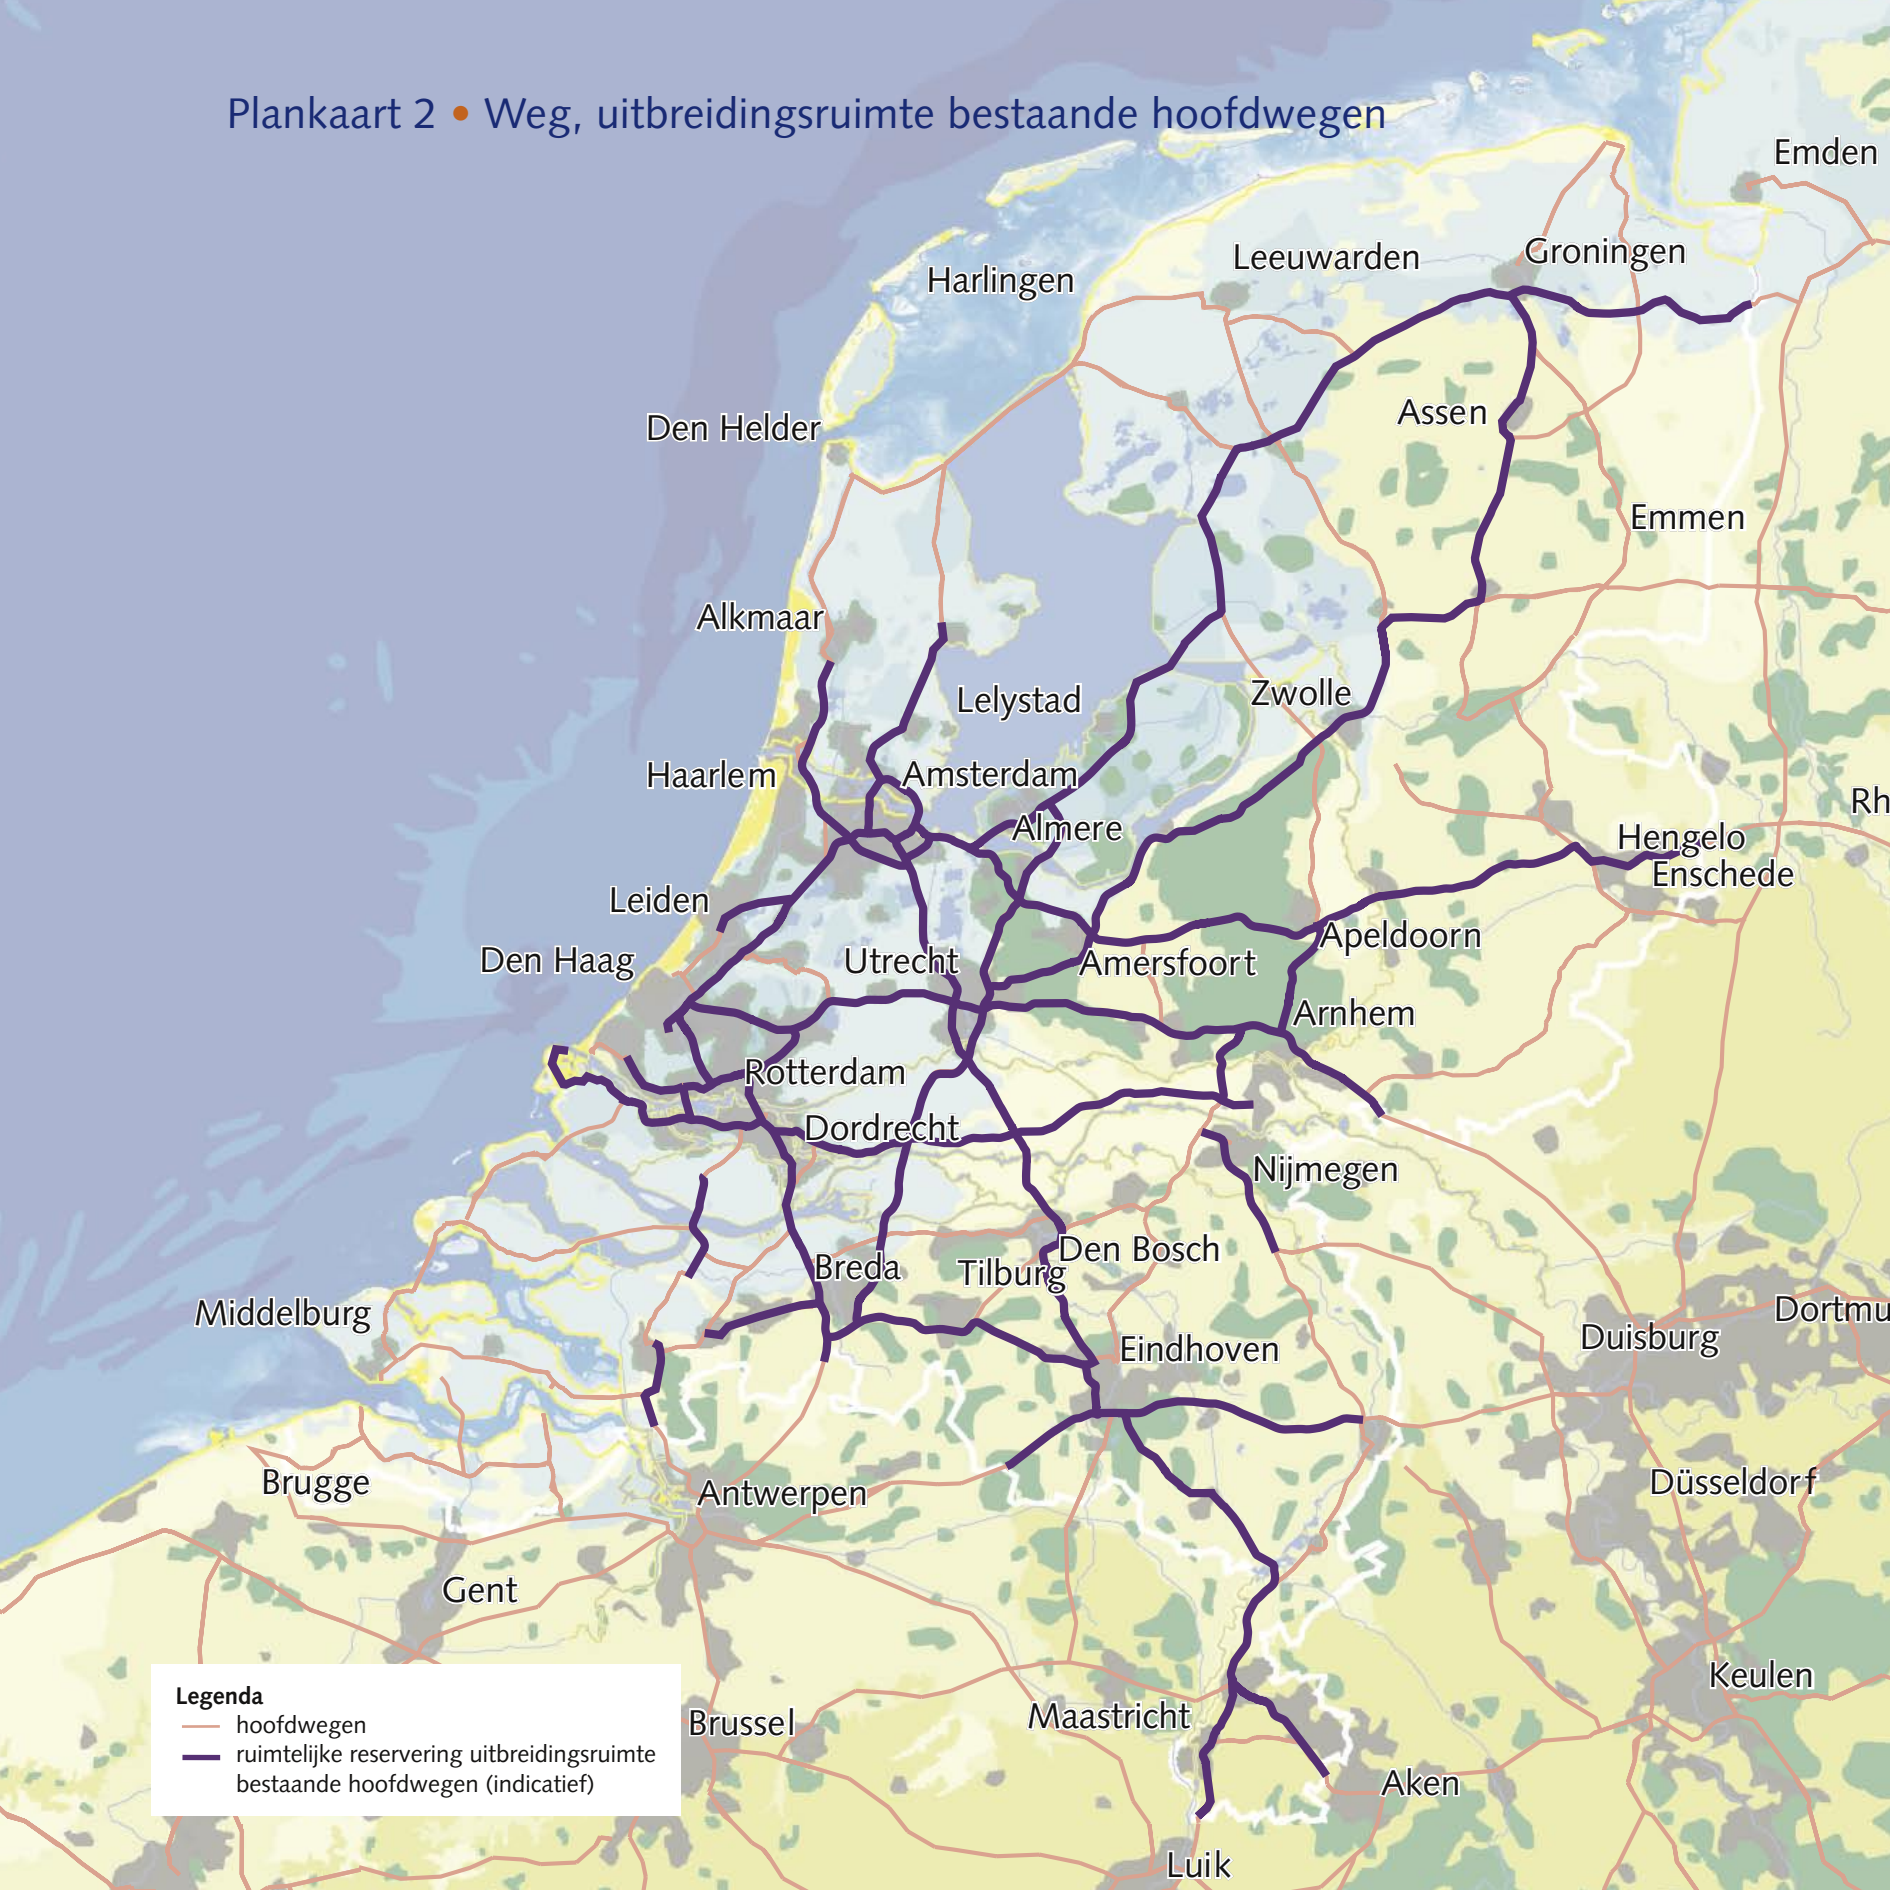 Plankaart 2 • Weg, uitbreidingsruimte bestaande hoofdwegen
Emden
Groningen
Leeuwarden
Harlingen
Assen
Den Helder
Emmen
Alkmaar
Zwolle
Lelystad
Haarlem
Amsterdam
Rh
Almere
Hengelo
Enschede
Leiden
Apeldoorn
Den Haag
Utrecht
Amersfoort
Arnhem
Rotterdam
Dordrecht
Nijmegen
Den Bosch
Breda
Tilburg
Middelburg
Dortmu
Duisburg
Eindhoven
Brugge
Antwerpen
Düsseldorf
Gent
Keulen
Maastricht
Brussel
Aken
Luik
Legenda
hoofdwegen
ruimtelijke reservering uitbreidingsruimte
bestaande hoofdwegen (indicatief)